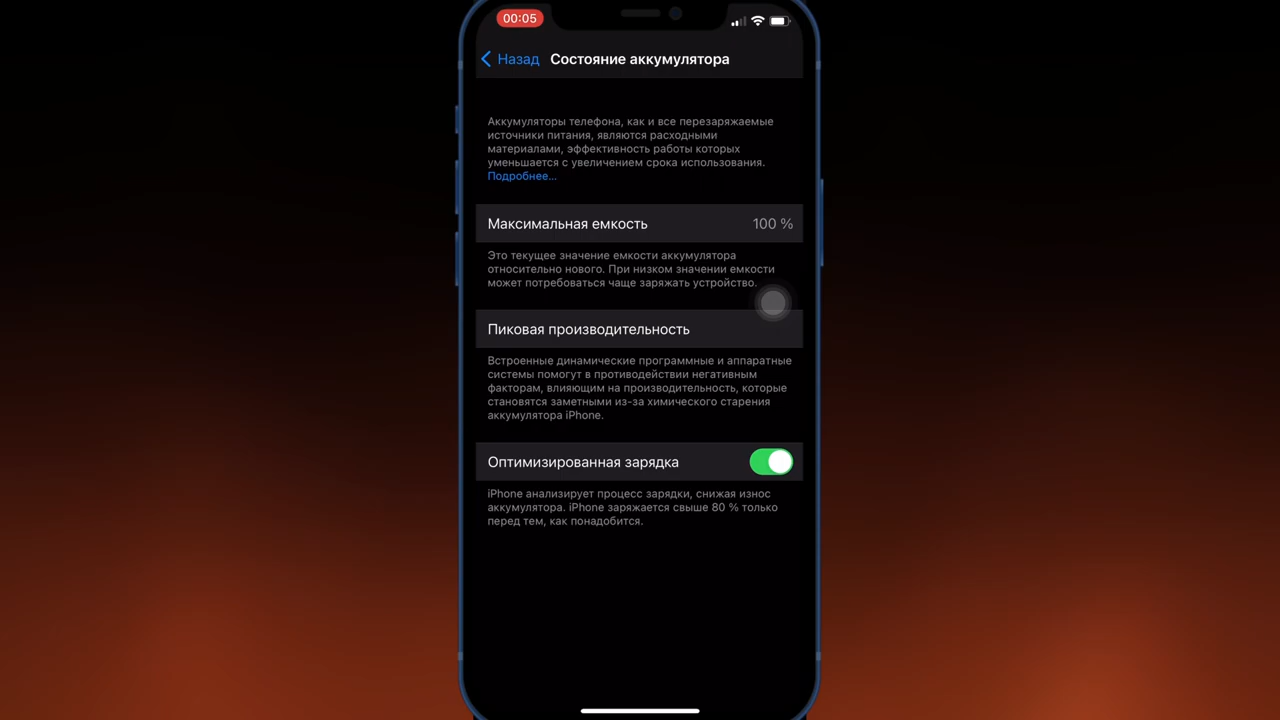 00:05
Назад Состояние аккумулятора
Аккумуляторы телефона, как и все перезаряжаемые
источники питания, являются расходными
материалами, эффективность работы которых
уменьшается с увеличением срока использования.
Подробнее...
Максимальная емкость 100 %
Это текущее значение емкости аккумулятора
относительно нового. При низком значении емкости
может потребоваться чаще заряжать устройство.
Пиковая производительность
Встроенные динамические программные и аппаратные
системы помогут в противодействии негативным
факторам, влияющим на производительность, которые
становятся заметными из-за химического старения
аккумулятора iPhone.
Оптимизированная зарядка
iPhone анализирует процесс зарядки, снижая износ
аккумулятора. iPhone заряжается свыше 80 % только
перед тем, как понадобится.